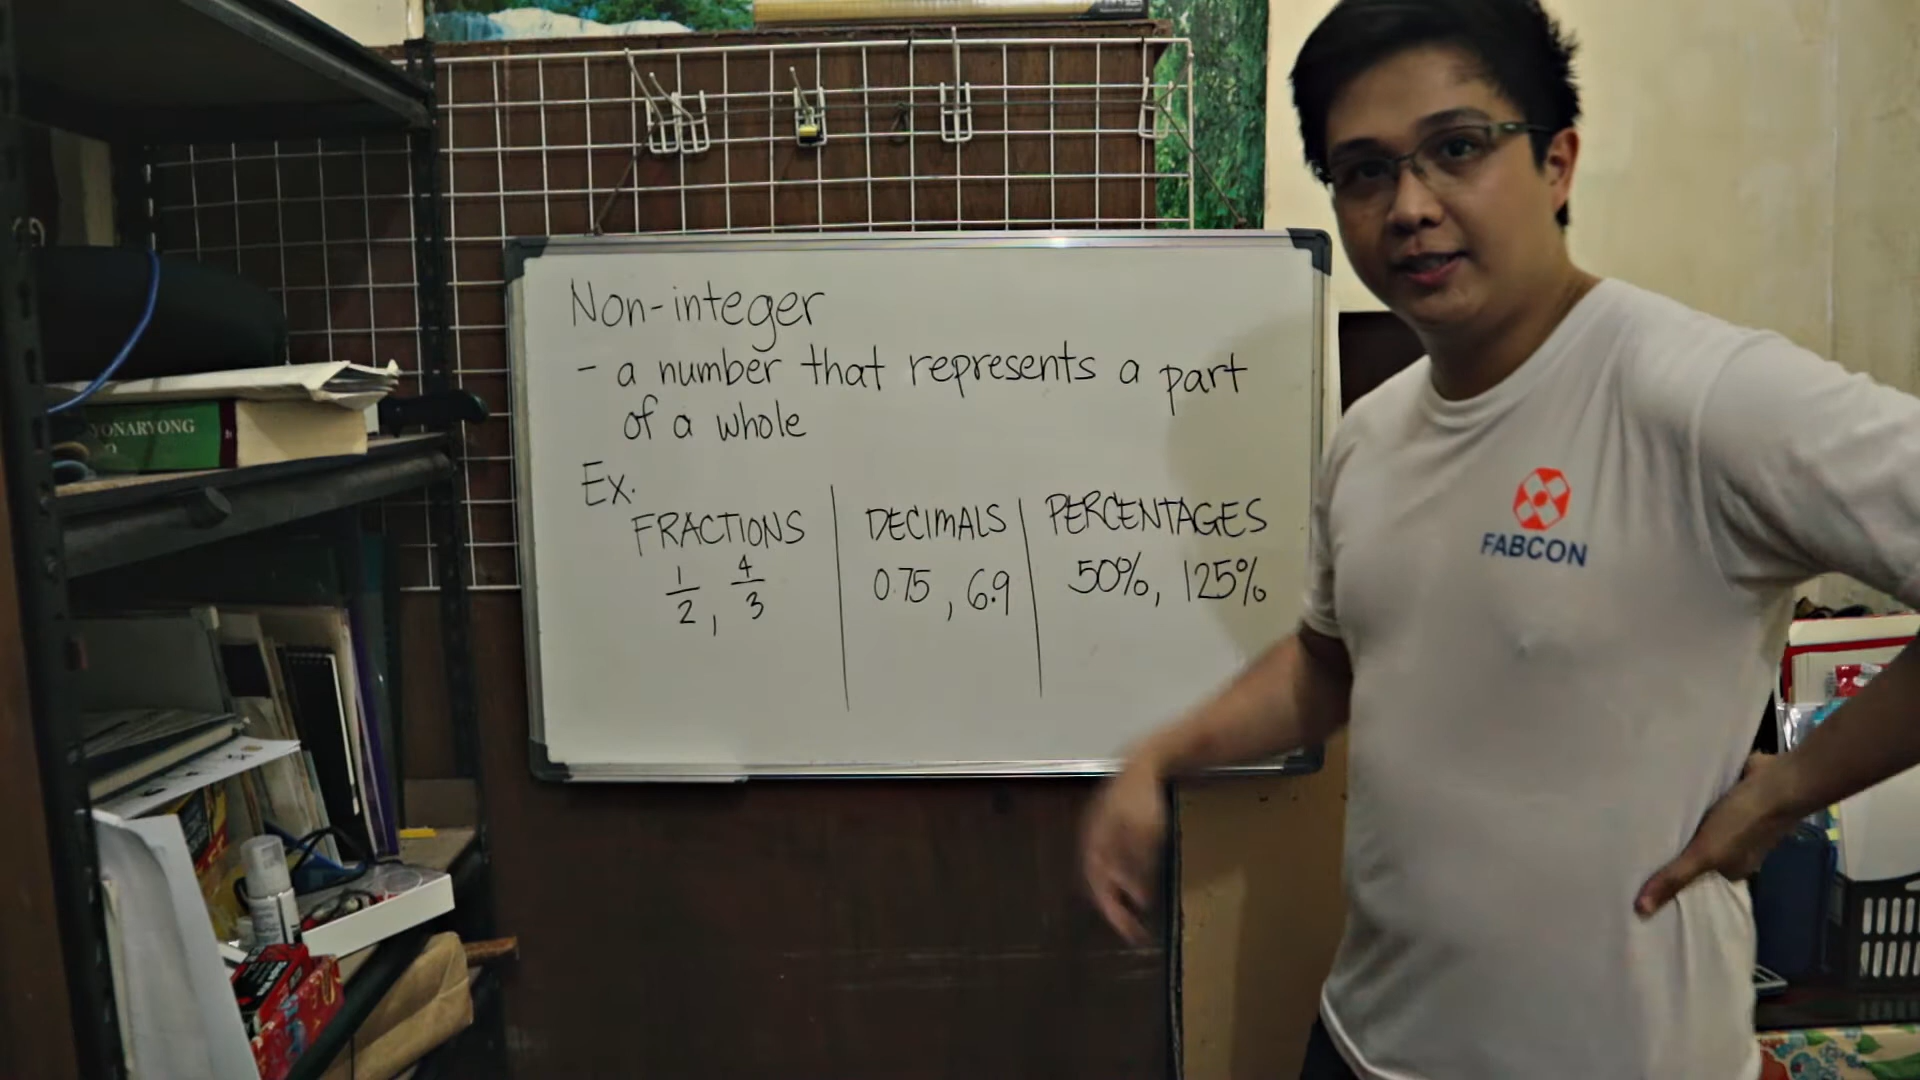 Non-integer
- a number that represents a part
of a whole
Ex.
FRACTIONS | DECIMALS | PERCENTAGES
1/2, 4/3 | 0.75, 6.9 | 50%, 125%
FABCON
YONARYONG